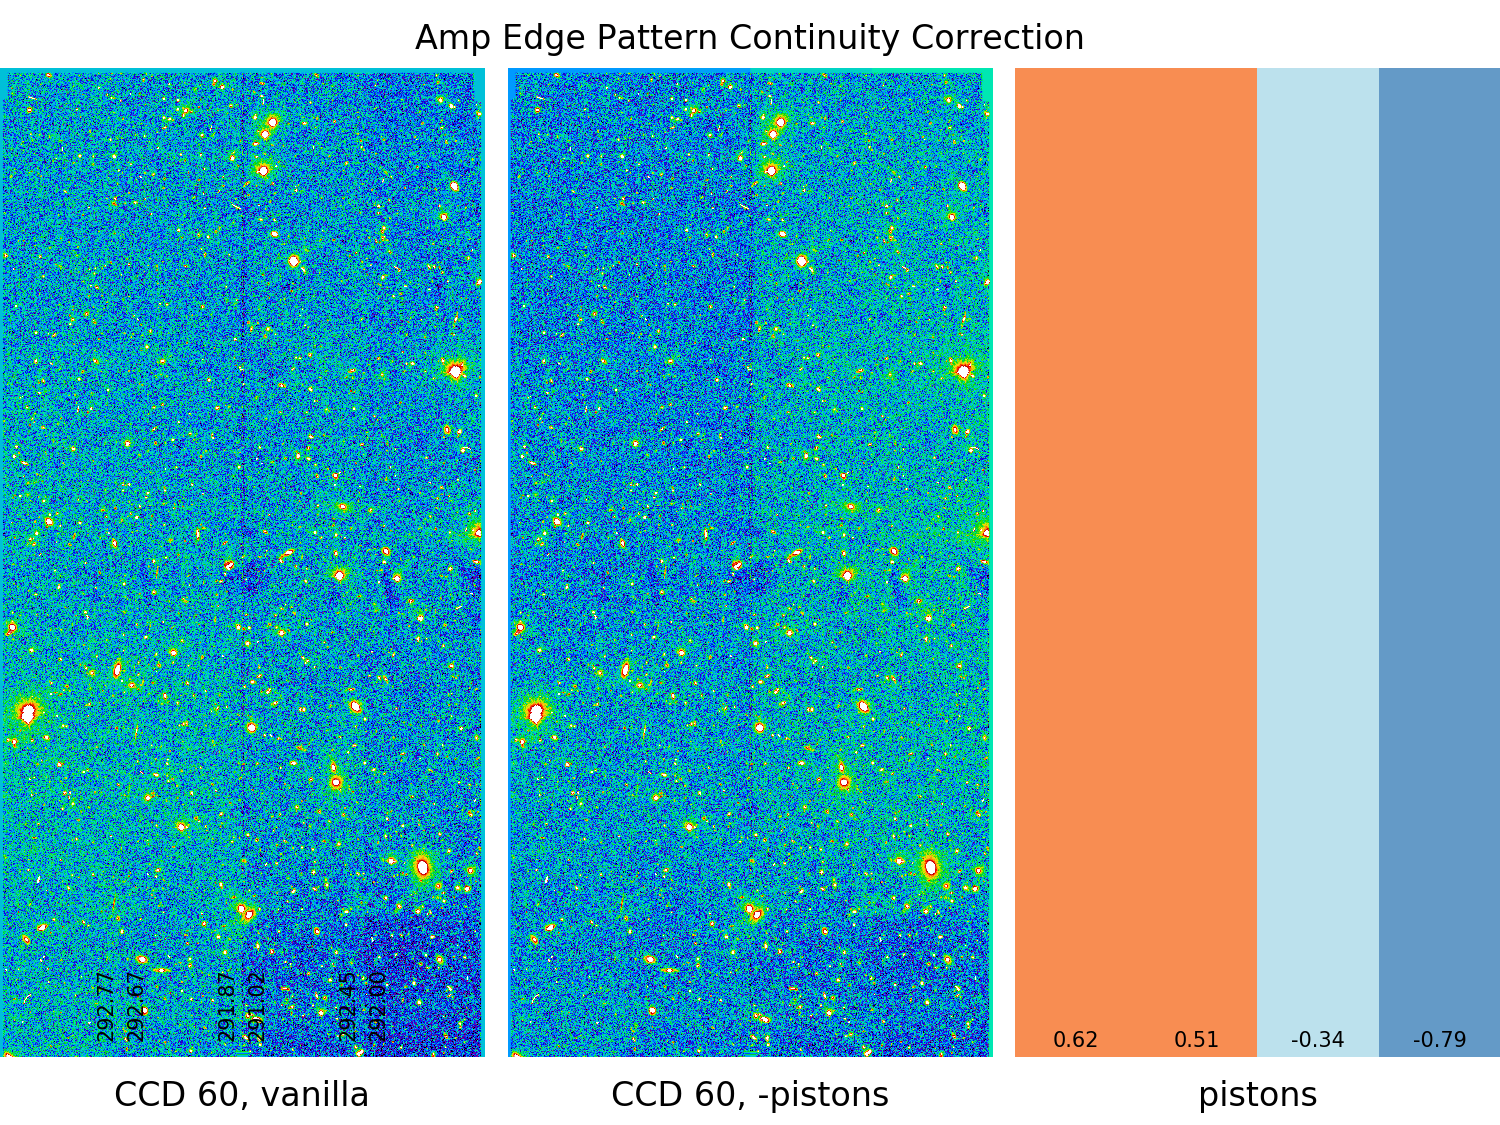 Amp Edge Pattern Continuity Correction
292.77
292.67
291.87
291.02
292.45
292.00
0.62 0.51 -0.34 -0.79
CCD 60, vanilla CCD 60, -pistons pistons